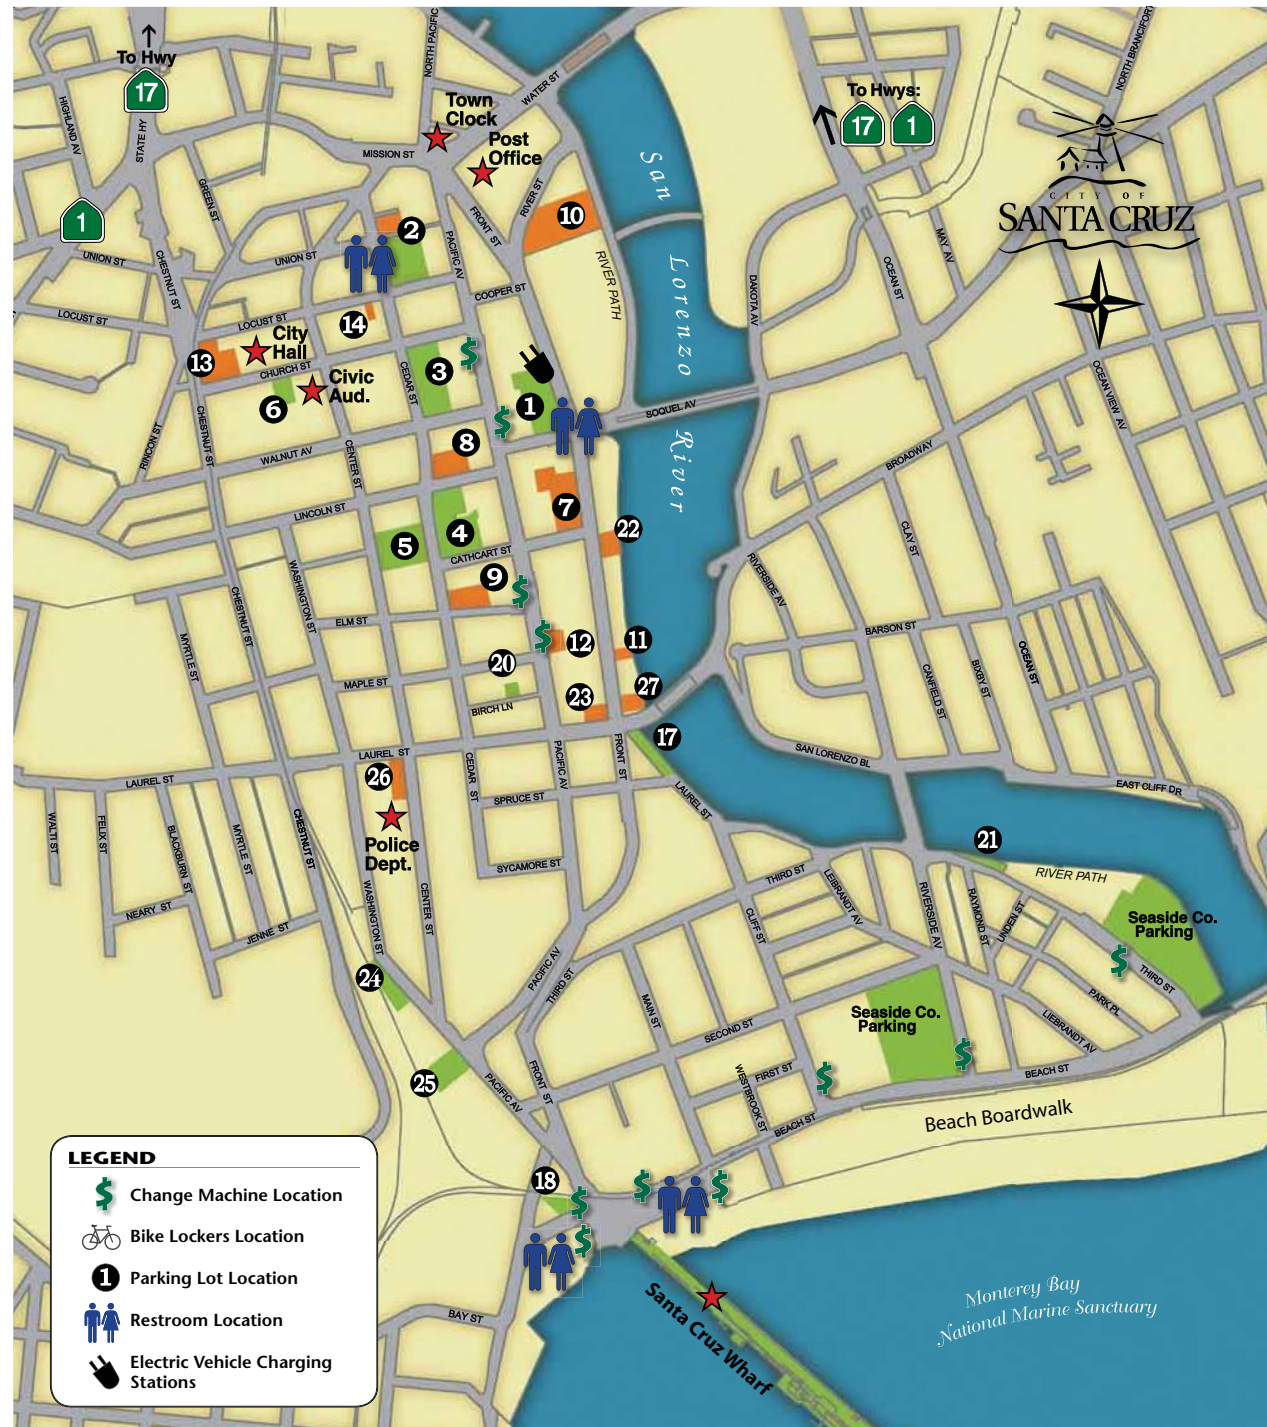 To Hwy
17
1
HIGHLAND AV
STATE HY
NORTH PACIFIC
WATER ST
Town
Clock
Post
Office
MISSION ST
GREEN ST
RIVER ST
FRONT ST
PACIFIC AV
10
2
UNION ST
UNION ST
CHESTNUT ST
LOCUST ST
LOCUST ST
COOPER ST
RIVER PATH
14
City
Hall
13
CHURCH ST
Civic
Aud.
6
CEDAR ST
3
$
1
$
8
SOQUEL AV
San
Lorenzo
River
To Hwys:
17
1
NORTH BRANCIFOR
CITY OF
SANTA CRUZ
MAY AV
OCEAN ST
DAKOTA AV
OCEAN VIEW AV
BROADWAY
RINCON ST
CHESTNUT ST
WALNUT AV
CENTER ST
LINCOLN ST
7
22
5
4
CATHCART ST
9
$
CLAY ST
RIVERSIDE AV
WASHINGTON ST
CHESTNUT ST
MYRTLE ST
ELM ST
$
12
11
20
MAPLE ST
BIRCH LN
23
27
17
BARSON ST
CANFIELD ST
BIXBY ST
OCEAN ST
SAN LORENZO BL
EAST CLIFF DR
LAUREL ST
LAUREL ST
CEDAR ST
PACIFIC AV
FRONT ST
26
Police
Dept.
SPRUCE ST
SYCAMORE ST
LAUREL ST
WALTI ST
FELIX ST
BLACKBURN ST
MYRTLE ST
CHESTNUT ST
NEARY ST
JENNE ST
WASHINGTON ST
CENTER ST
21
RIVER PATH
THIRD ST
LEIBRANDT AV
CLIFF ST
RIVERSIDE AV
RAYMOND ST
UNDEN ST
Seaside Co.
Parking
$
THIRD ST
PARK PL
LIEBRANDT AV
24
25
PACIFIC AV
THIRD ST
MAIN ST
SECOND ST
Seaside Co.
Parking
$
$
FIRST ST
WESTBROOK ST
BEACH ST
BEACH ST
Beach Boardwalk
PACIFIC AV
FRONT ST
18
$
$
$
$
BAY ST
Santa Cruz Wharf
Monterey Bay
National Marine Sanctuary
LEGEND
$ Change Machine Location
Bike Lockers Location
1 Parking Lot Location
Restroom Location
Electric Vehicle Charging
Stations